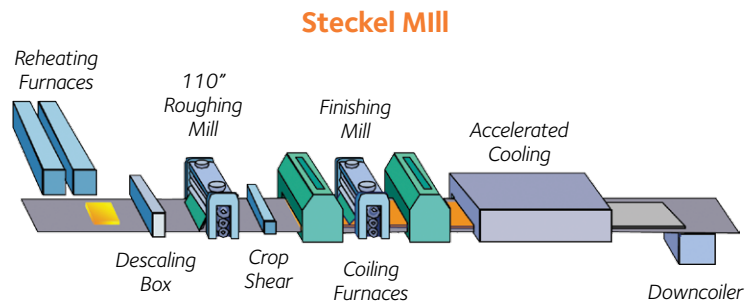 Steckel MIll
Reheating
Furnaces
110”
Roughing
Mill
Finishing
Mill
Accelerated
Cooling
Descaling
Box
Crop
Shear
Coiling
Furnaces
Downcoiler